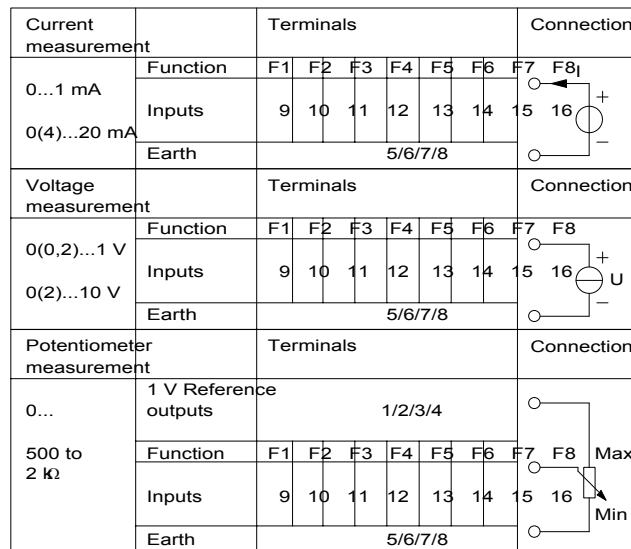 Current measurement Terminals Connection
Function F1 F2 F3 F4 F5 F6 F7 F8 I
0...1 mA
Inputs 9 10 11 12 13 14 15 16 +
0(4)...20 mA −
Earth 5/6/7/8
Voltage measurement Terminals Connection
Function F1 F2 F3 F4 F5 F6 F7 F8
0(0,2)...1 V +
Inputs 9 10 11 12 13 14 15 16 U
0(2)...10 V −
Earth 5/6/7/8
Potentiometer measurement Terminals Connection
1 V Reference
0... outputs 1/2/3/4
500 to Function F1 F2 F3 F4 F5 F6 F7 F8 Max
2 kΩ
Inputs 9 10 11 12 13 14 15 16
Min
Earth 5/6/7/8